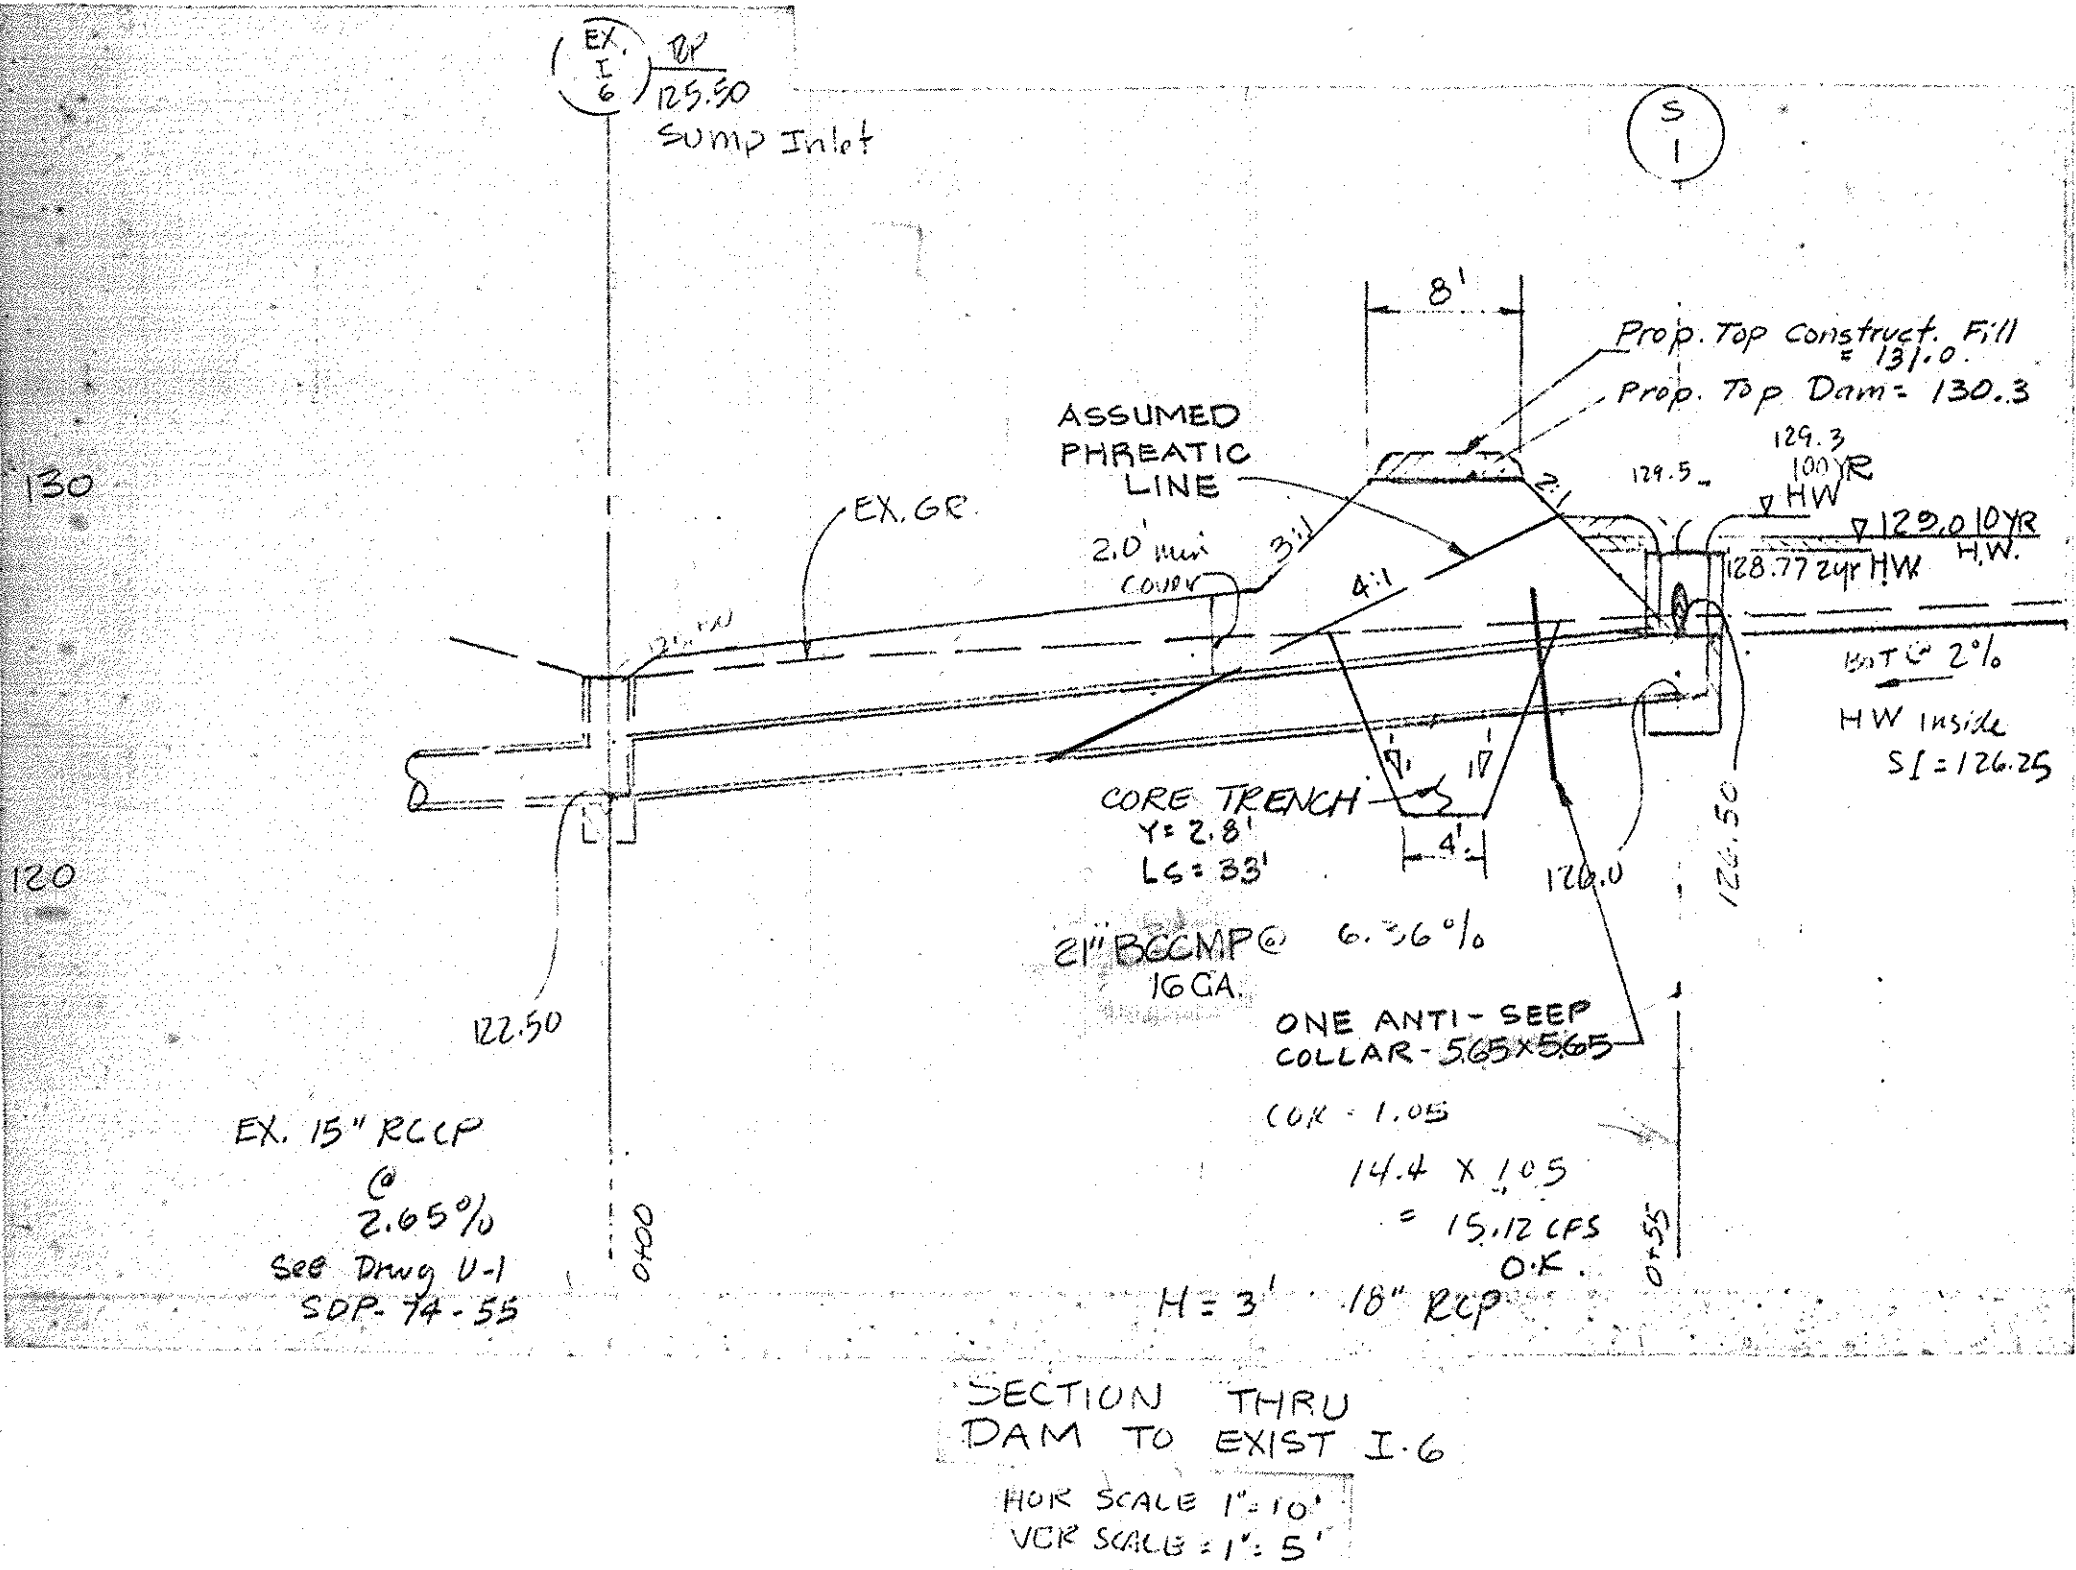 EX.
I
6
TOP
125.50
Sump Inlet
S
1
8'
Prop. Top Construct. Fill
= 131.0.
Prop. Top Dam = 130.3
ASSUMED
PHREATIC
LINE
129.3
100 YR
HW
129.5
2:1
130
EX. GR.
129.0 10YR
H.W.
2.0' min
cover
3:1
4:1
128.77 2yr H.W.
BOT @ 2%
HW inside
S1 = 126.25
CORE TRENCH
Y = 2.8'
LS = 33'
4'
126.0
126.50
120
21" BCCMP @ 6.36%
16 GA.
122.50
ONE ANTI-SEEP
COLLAR - 5.65 X 5.65
COR = 1.05
14.4 X 1.05
= 15.12 CFS
O.K.
EX. 15" RCCP
@
2.65%
See Drwg U-1
SDP-74-55
0+00
0+55
H = 3' 18" RCP
SECTION THRU
DAM TO EXIST I-6
HOR SCALE 1" = 10'
VER SCALE = 1" = 5'